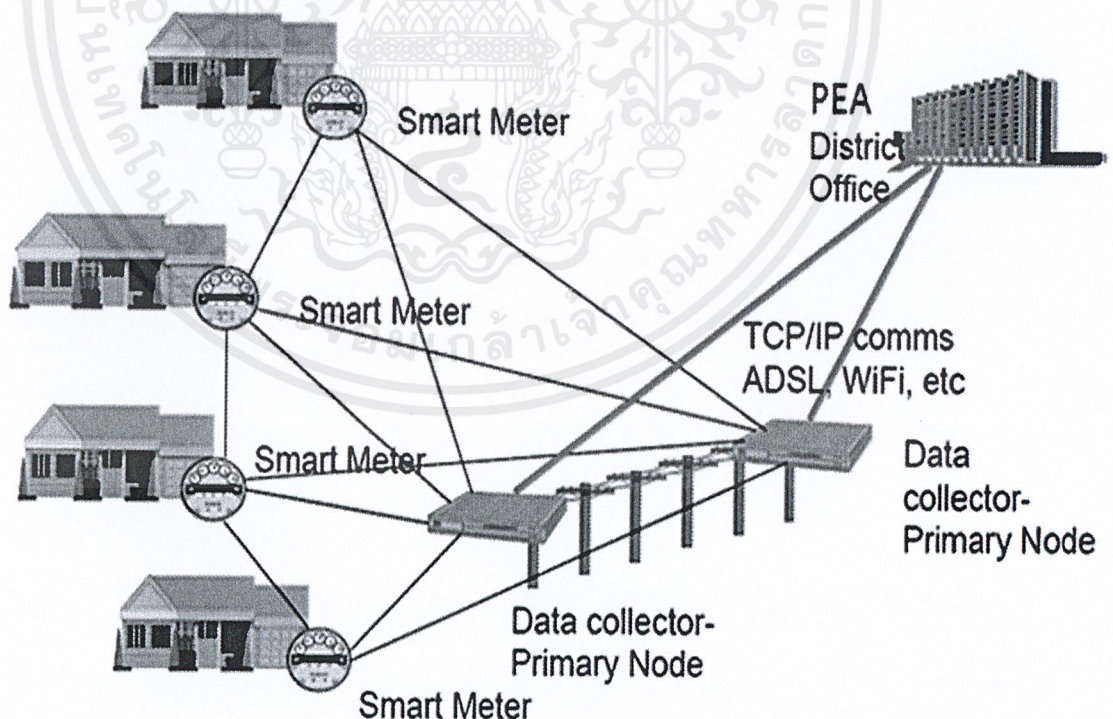 Smart Meter
PEA
District
Office
Smart Meter
TCP/IP comms
ADSL, WiFi, etc
Smart Meter
Data
collector-
Primary Node
Data collector-
Primary Node
Smart Meter